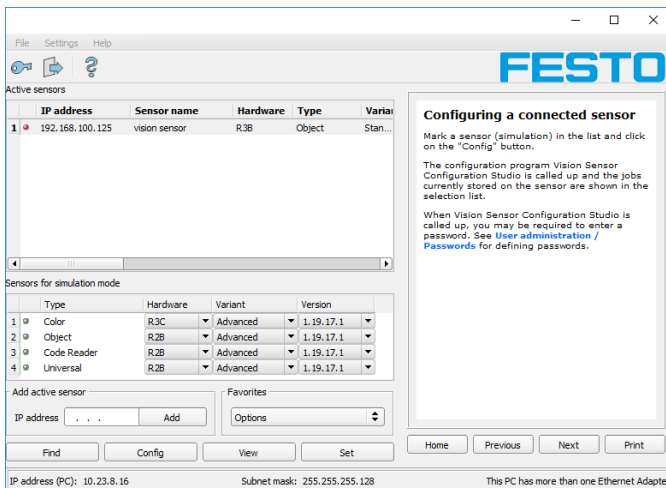 File Settings Help
FESTO
Active sensors
IP address Sensor name Hardware Type Varia
1 192.168.100.125 vision sensor R3B Object Stan...
Configuring a connected sensor
Mark a sensor (simulation) in the list and click
on the "Config" button.
The configuration program Vision Sensor
Configuration Studio is called up and the jobs
currently stored on the sensor are shown in the
selection list.
When Vision Sensor Configuration Studio is
called up, you may be required to enter a
password. See User administration /
Passwords for defining passwords.
Sensors for simulation mode
Type Hardware Variant Version
1 Color R3C Advanced 1.19.17.1
2 Object R2B Advanced 1.19.17.1
3 Code Reader R2B Advanced 1.19.17.1
4 Universal R2B Advanced 1.19.17.1
Add active sensor Favorites
IP address . . . Add Options
Find Config View Set
Home Previous Next Print
IP address (PC): 10.23.8.16 Subnet mask: 255.255.255.128 This PC has more than one Ethernet Adapte